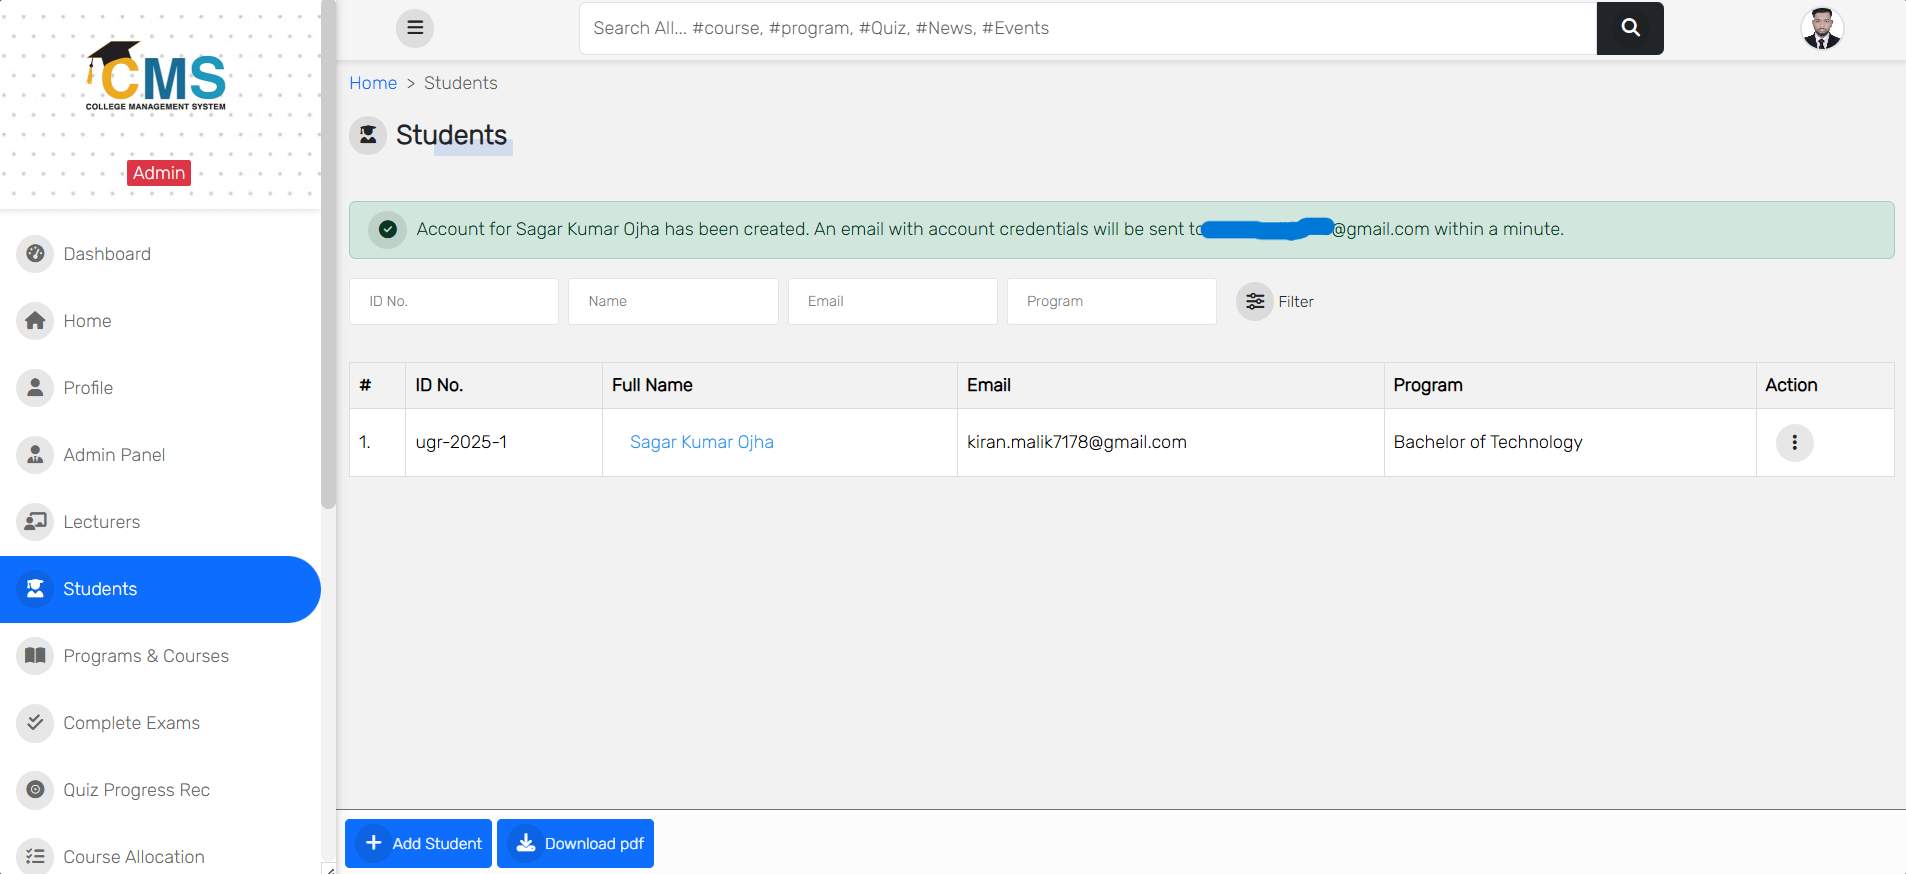 CMS
COLLEGE MANAGEMENT SYSTEM
Admin
Dashboard
Home
Profile
Admin Panel
Lecturers
Students
Programs & Courses
Complete Exams
Quiz Progress Rec
Course Allocation
Search All... #course, #program, #Quiz, #News, #Events
Home > Students
Students
Account for Sagar Kumar Ojha has been created. An email with account credentials will be sent to @gmail.com within a minute.
ID No. Name Email Program Filter
# ID No. Full Name Email Program Action
1. ugr-2025-1 Sagar Kumar Ojha kiran.malik7178@gmail.com Bachelor of Technology
Add Student Download pdf